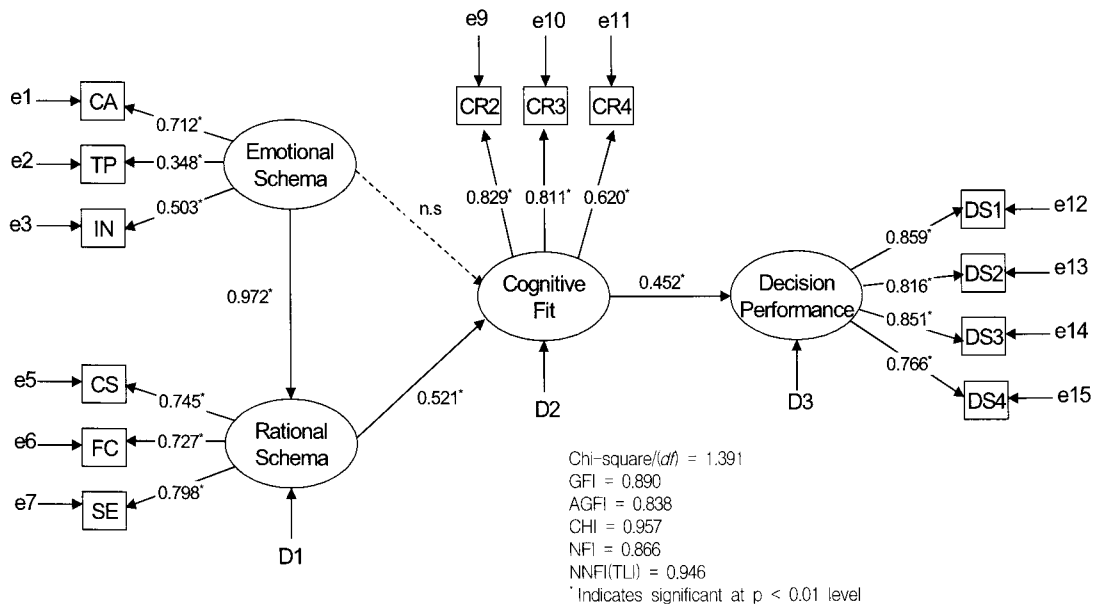 e9
e10
e11
e1
CA
CR2
CR3
CR4
0.712*
Emotional
Schema
e2
TP
0.348*
e3
IN
0.503*
0.829*
0.811*
0.620*
n.s
DS1
e12
0.859*
DS2
e13
0.816*
Cognitive
Fit
0.452*
Decision
Performance
0.972*
0.851*
DS3
e14
0.766*
DS4
e15
e5
CS
0.745*
0.521*
D2
D3
e6
FC
0.727*
Rational
Schema
e7
SE
0.798*
D1
Chi-square/(df) = 1.391
GFI = 0.890
AGFI = 0.838
CHI = 0.957
NFI = 0.866
NNFI(TLI) = 0.946
* Indicates significant at p < 0.01 level